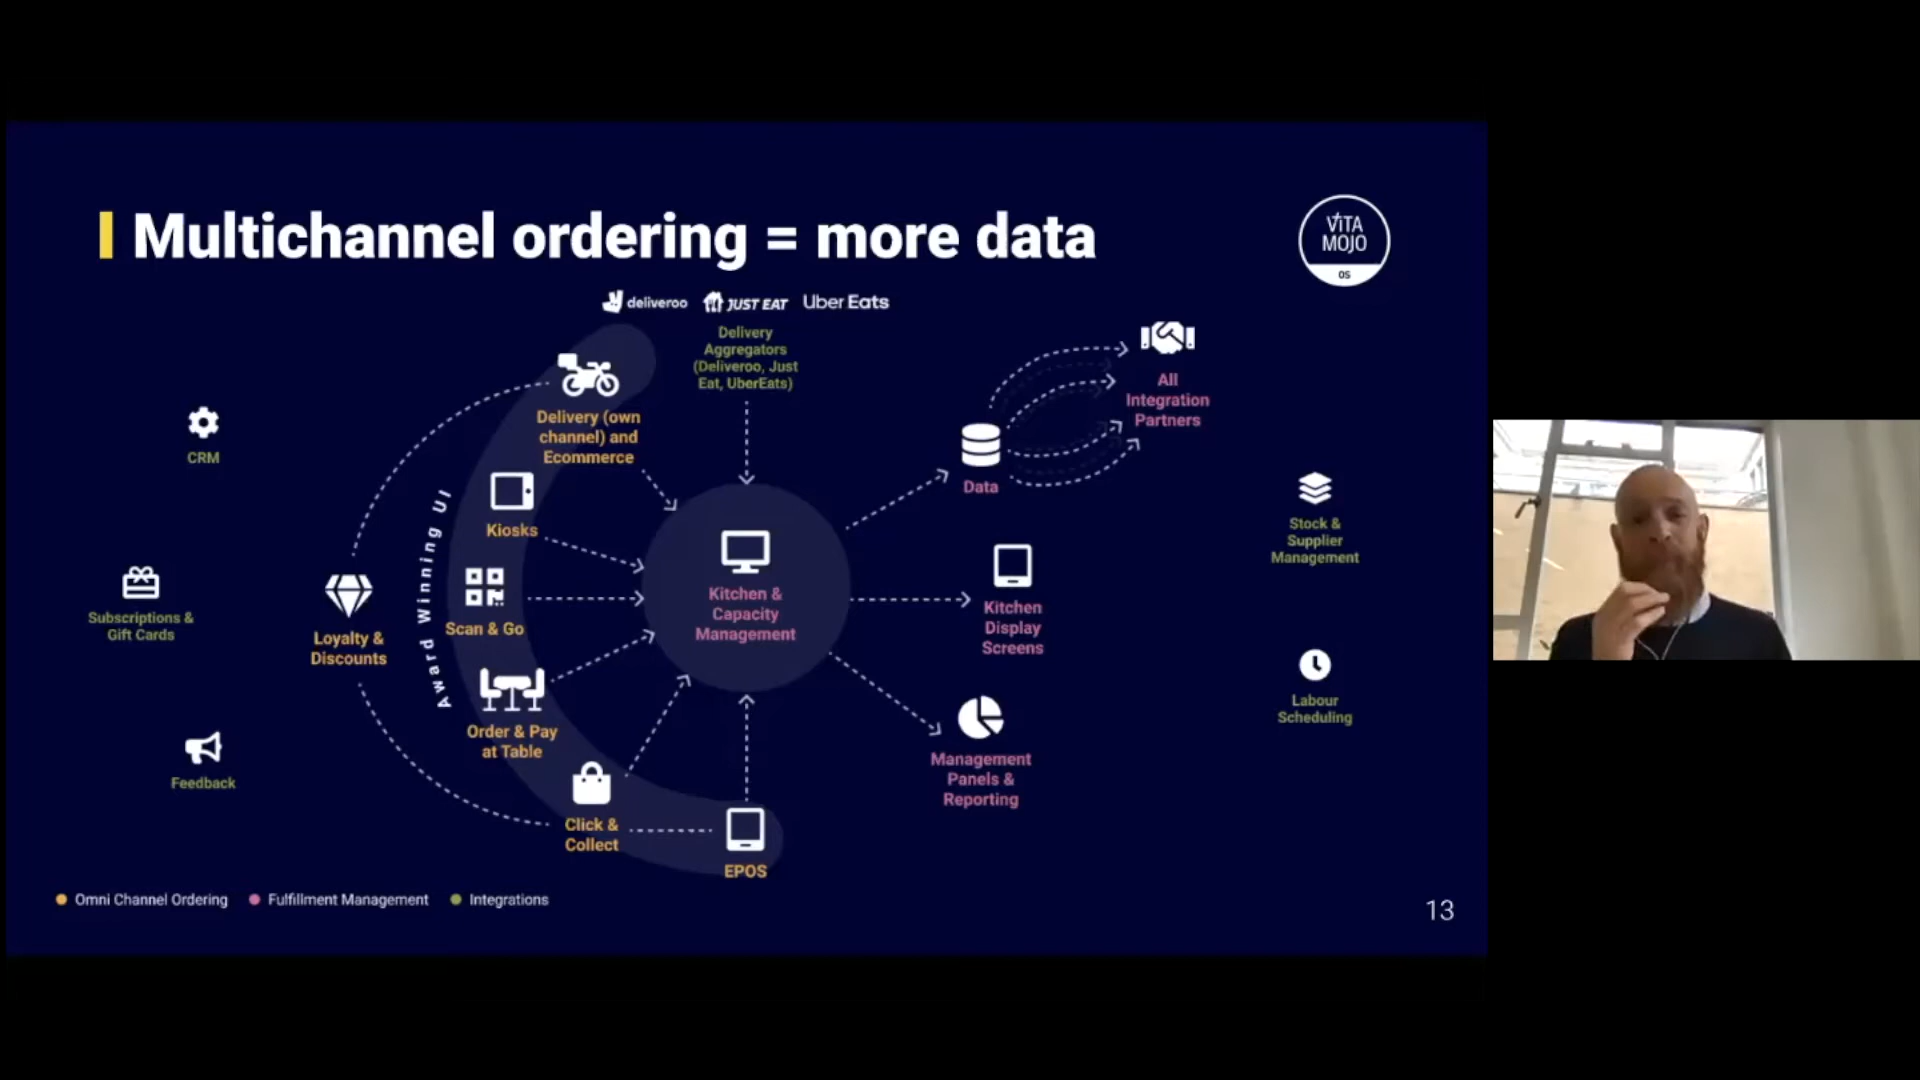 Multichannel ordering = more data
ViTA
MOJO
OS
deliveroo JUST EAT Uber Eats
Delivery
Aggregators
(Deliveroo, Just
Eat, UberEats)
Delivery (own
channel) and
Ecommerce
Kiosks
Award Winning UI
Scan & Go
Order & Pay
at Table
Click &
Collect
EPOS
CRM
Subscriptions &
Gift Cards
Feedback
Loyalty &
Discounts
Kitchen &
Capacity
Management
Data
All
Integration
Partners
Kitchen
Display
Screens
Management
Panels &
Reporting
Stock &
Supplier
Management
Labour
Scheduling
Omni Channel Ordering Fulfillment Management Integrations
13